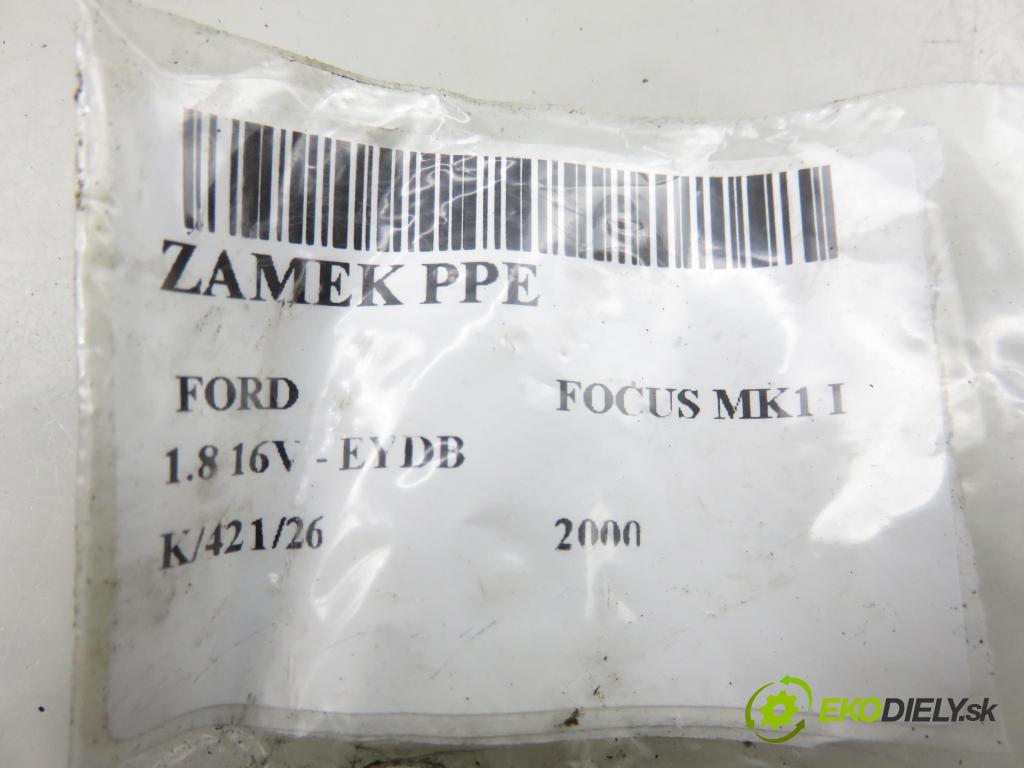 ZAMEK PPE
FORD FOCUS MK1 I
1.8 16V - EYDB
K/421/26 2000
EKODIELY.sk